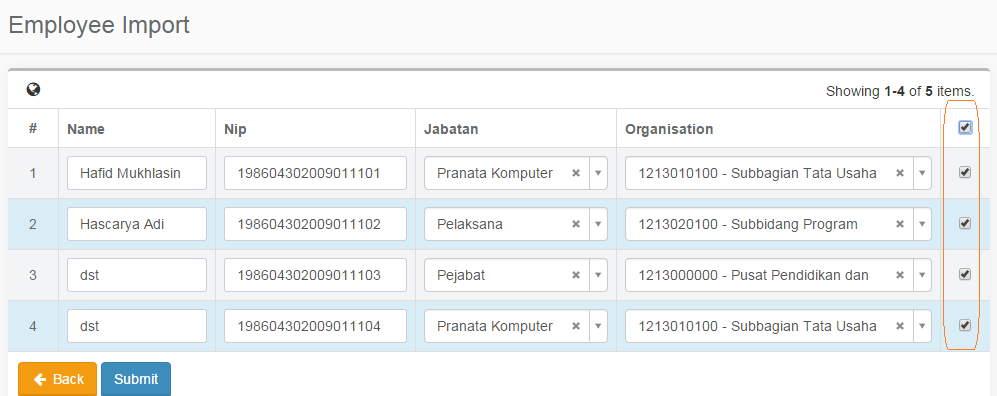 Employee Import
Showing 1-4 of 5 items.
# Name Nip Jabatan Organisation
1 Hafid Mukhlasin 198604302009011101 Pranata Komputer × 1213010100 - Subbagian Tata Usaha ×
2 Hascarya Adi 198604302009011102 Pelaksana × 1213020100 - Subbidang Program ×
3 dst 198604302009011103 Pejabat × 1213000000 - Pusat Pendidikan dan ×
4 dst 198604302009011104 Pranata Komputer × 1213010100 - Subbagian Tata Usaha ×
Back Submit